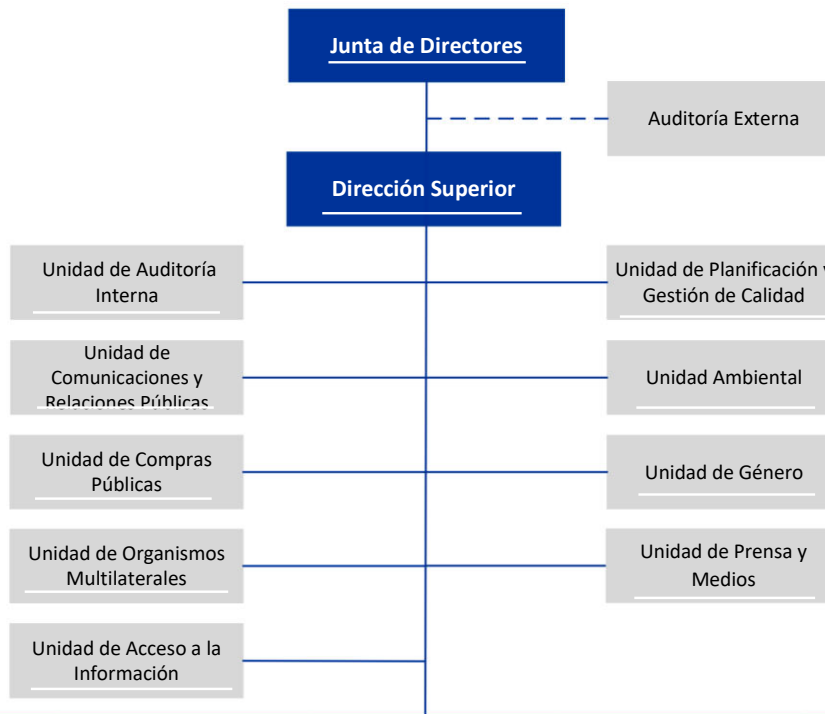 Junta de Directores
Auditoría Externa
Dirección Superior
Unidad de Auditoría
Interna
Unidad de Planificación y
Gestión de Calidad
Unidad de
Comunicaciones y
Relaciones Públicas
Unidad Ambiental
Unidad de Compras
Públicas
Unidad de Género
Unidad de Organismos
Multilaterales
Unidad de Prensa y
Medios
Unidad de Acceso a la
Información